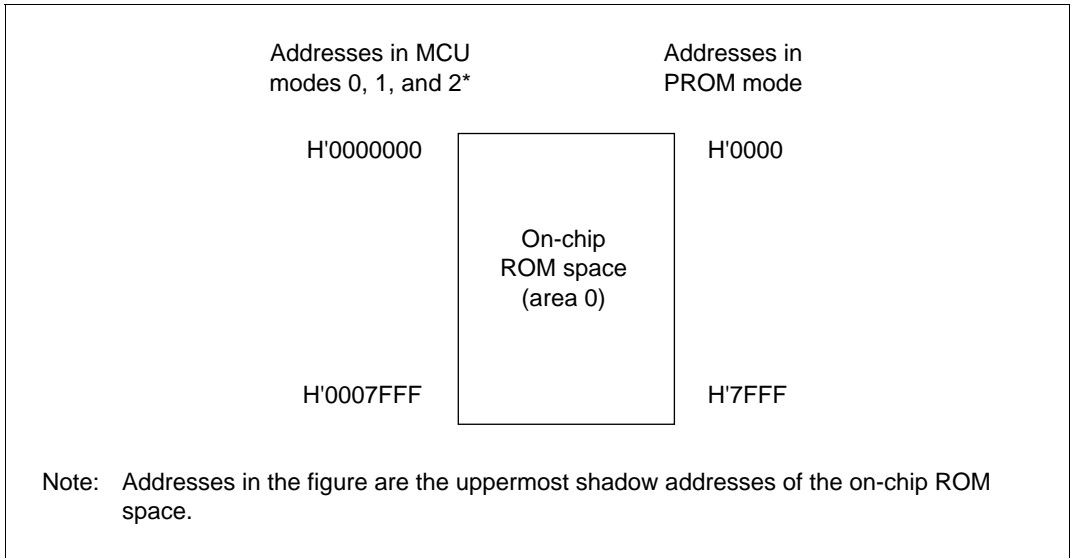 Addresses in MCU
modes 0, 1, and 2*
Addresses in
PROM mode
H'0000000
H'0000
On-chip
ROM space
(area 0)
H'0007FFF
H'7FFF
Note: Addresses in the figure are the uppermost shadow addresses of the on-chip ROM
space.